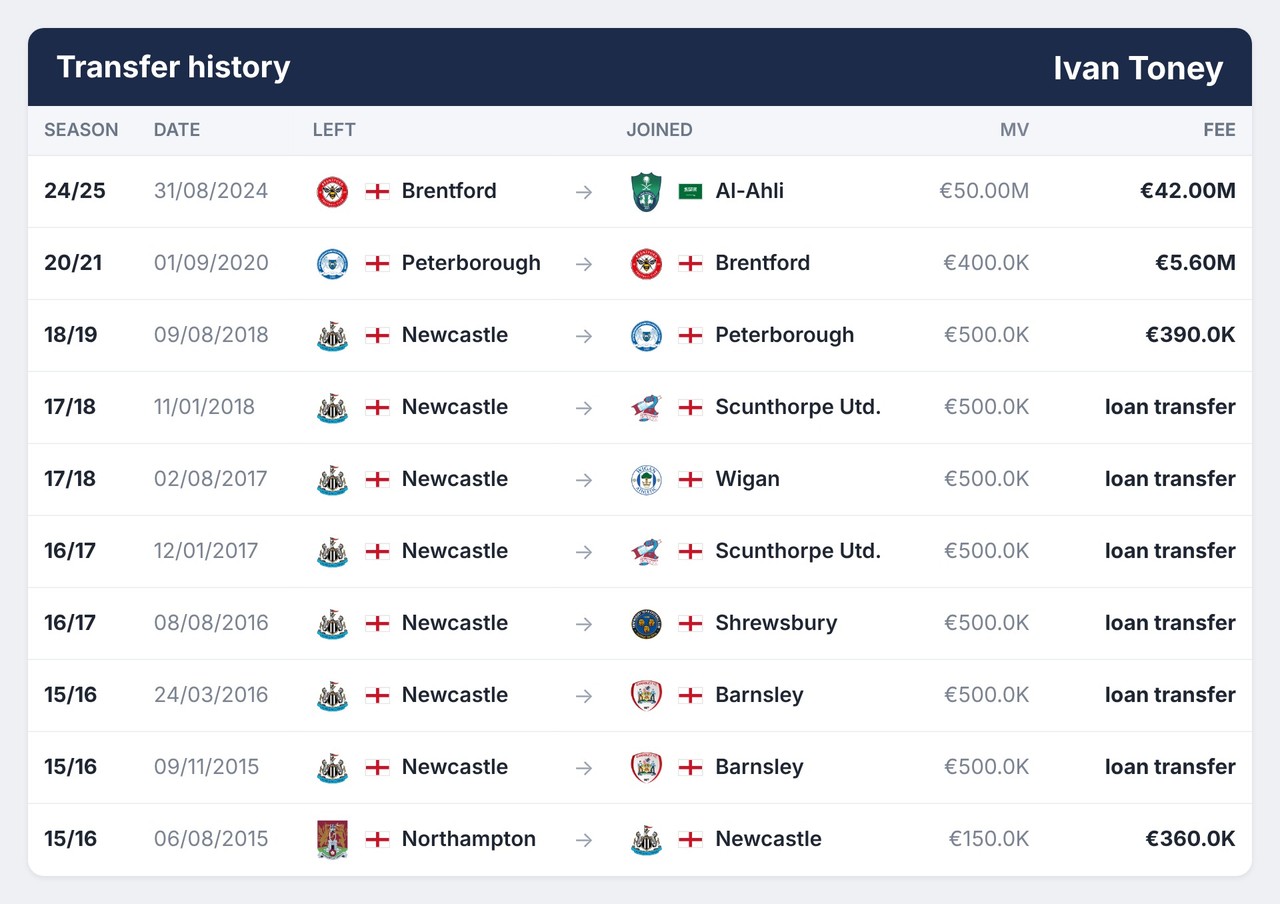 Transfer history Ivan Toney
SEASON DATE LEFT JOINED MV FEE
24/25 31/08/2024 Brentford → Al-Ahli €50.00M €42.00M
20/21 01/09/2020 Peterborough → Brentford €400.0K €5.60M
18/19 09/08/2018 Newcastle → Peterborough €500.0K €390.0K
17/18 11/01/2018 Newcastle → Scunthorpe Utd. €500.0K loan transfer
17/18 02/08/2017 Newcastle → Wigan €500.0K loan transfer
16/17 12/01/2017 Newcastle → Scunthorpe Utd. €500.0K loan transfer
16/17 08/08/2016 Newcastle → Shrewsbury €500.0K loan transfer
15/16 24/03/2016 Newcastle → Barnsley €500.0K loan transfer
15/16 09/11/2015 Newcastle → Barnsley €500.0K loan transfer
15/16 06/08/2015 Northampton → Newcastle €150.0K €360.0K